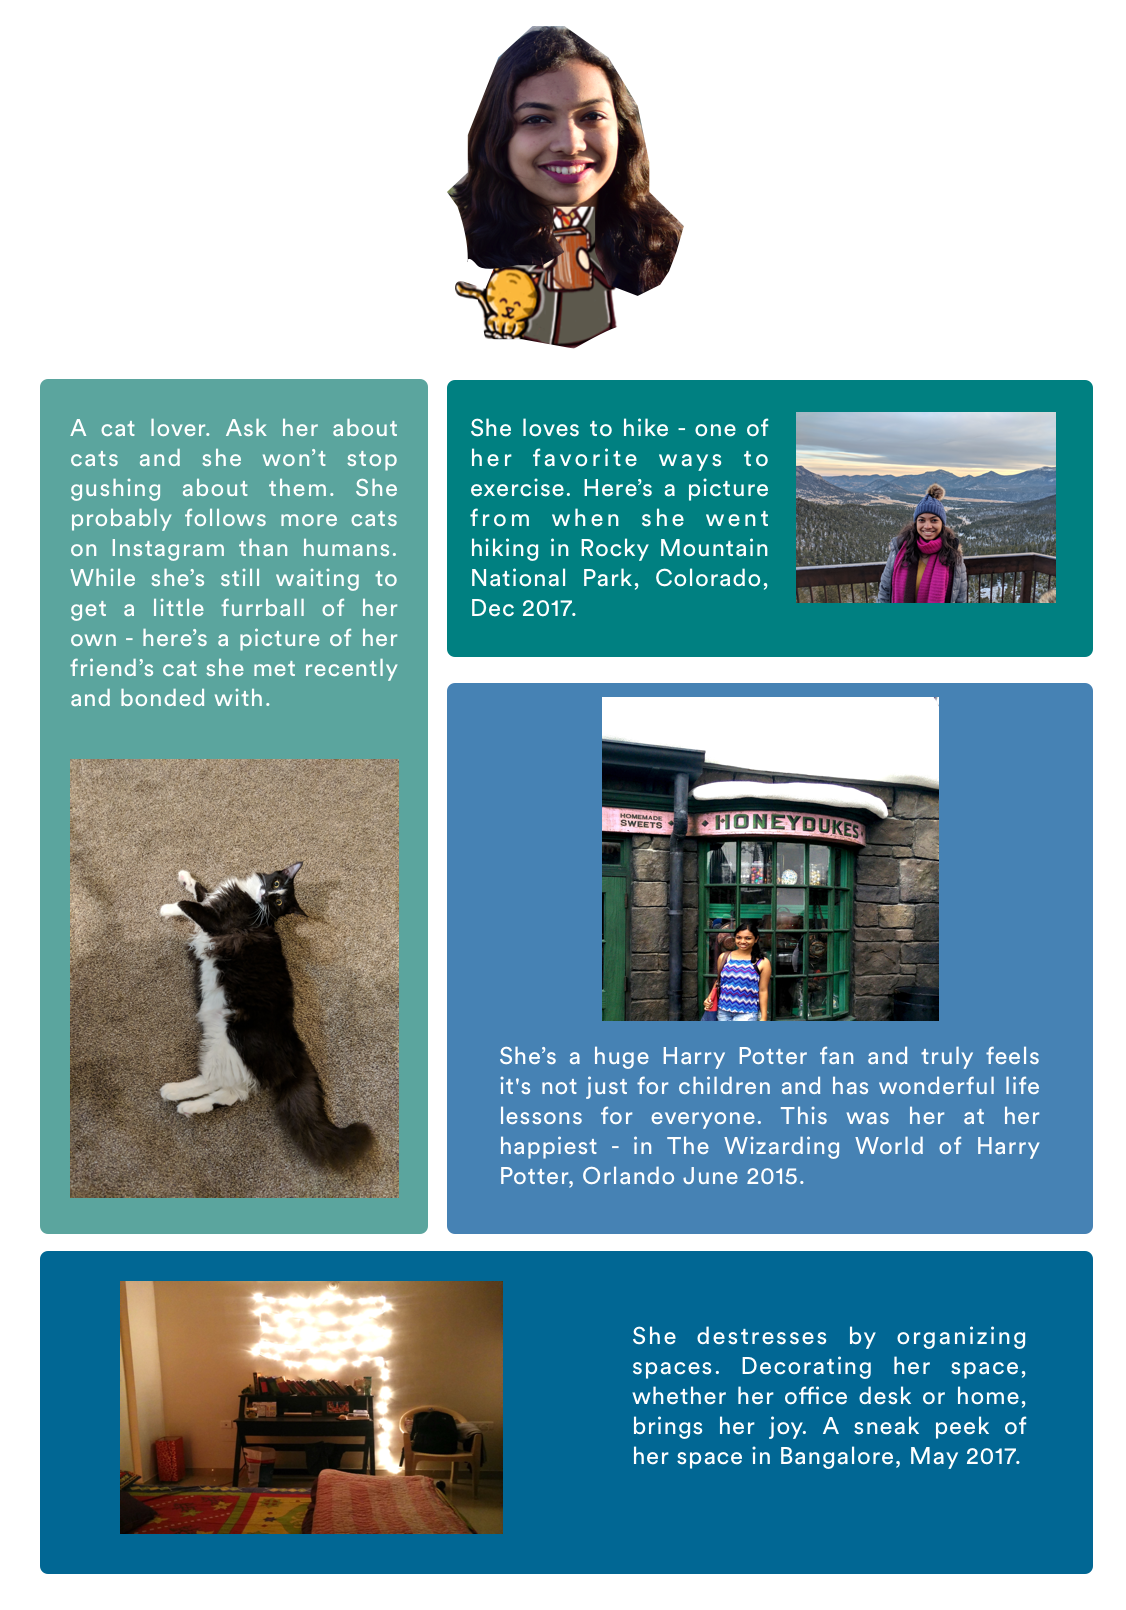 A cat lover. Ask her about
cats and she won’t stop
gushing about them. She
probably follows more cats
on Instagram than humans.
While she’s still waiting to
get a little furrball of her
own - here’s a picture of her
friend’s cat she met recently
and bonded with.
She loves to hike - one of
her favorite ways to
exercise. Here’s a picture
from when she went
hiking in Rocky Mountain
National Park, Colorado,
Dec 2017.
HOMEMADE
SWEETS
HONEYDUKES
She’s a huge Harry Potter fan and truly feels
it's not just for children and has wonderful life
lessons for everyone. This was her at her
happiest - in The Wizarding World of Harry
Potter, Orlando June 2015.
She destresses by organizing
spaces. Decorating her space,
whether her office desk or home,
brings her joy. A sneak peek of
her space in Bangalore, May 2017.